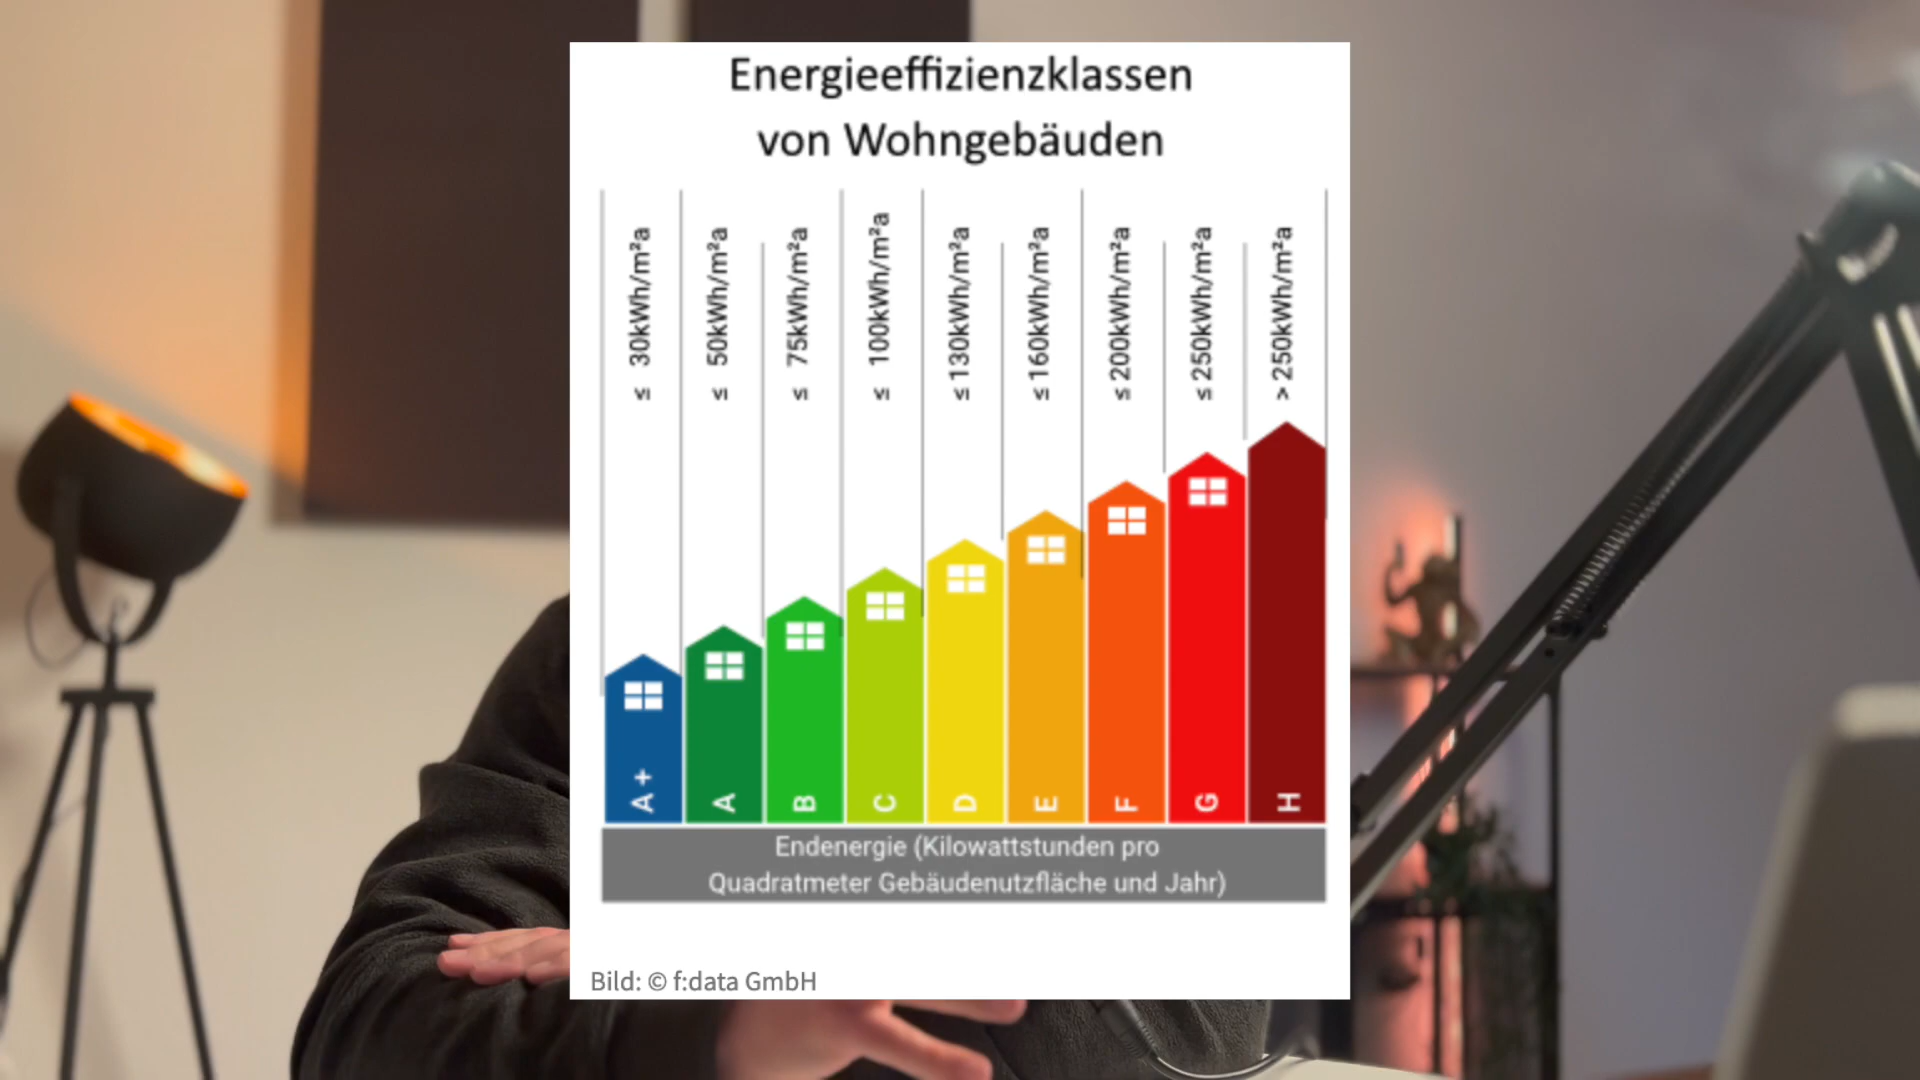 Energieeffizienzklassen
von Wohngebäuden
≤ 30kWh/m²a
≤ 50kWh/m²a
≤ 75kWh/m²a
≤ 100kWh/m²a
≤ 130kWh/m²a
≤ 160kWh/m²a
≤ 200kWh/m²a
≤ 250kWh/m²a
> 250kWh/m²a
A+
A
B
C
D
E
F
G
H
Endenergie (Kilowattstunden pro
Quadratmeter Gebäudenutzfläche und Jahr)
Bild: © f:data GmbH